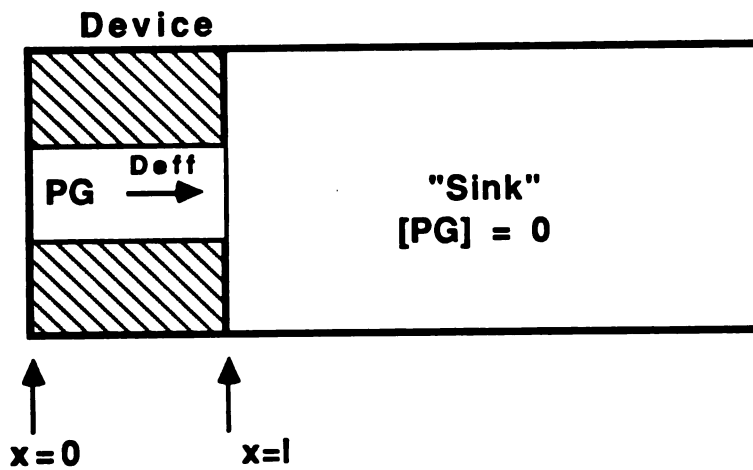 Device
Deff
PG
"Sink"
[PG] = 0
x=0
x=l